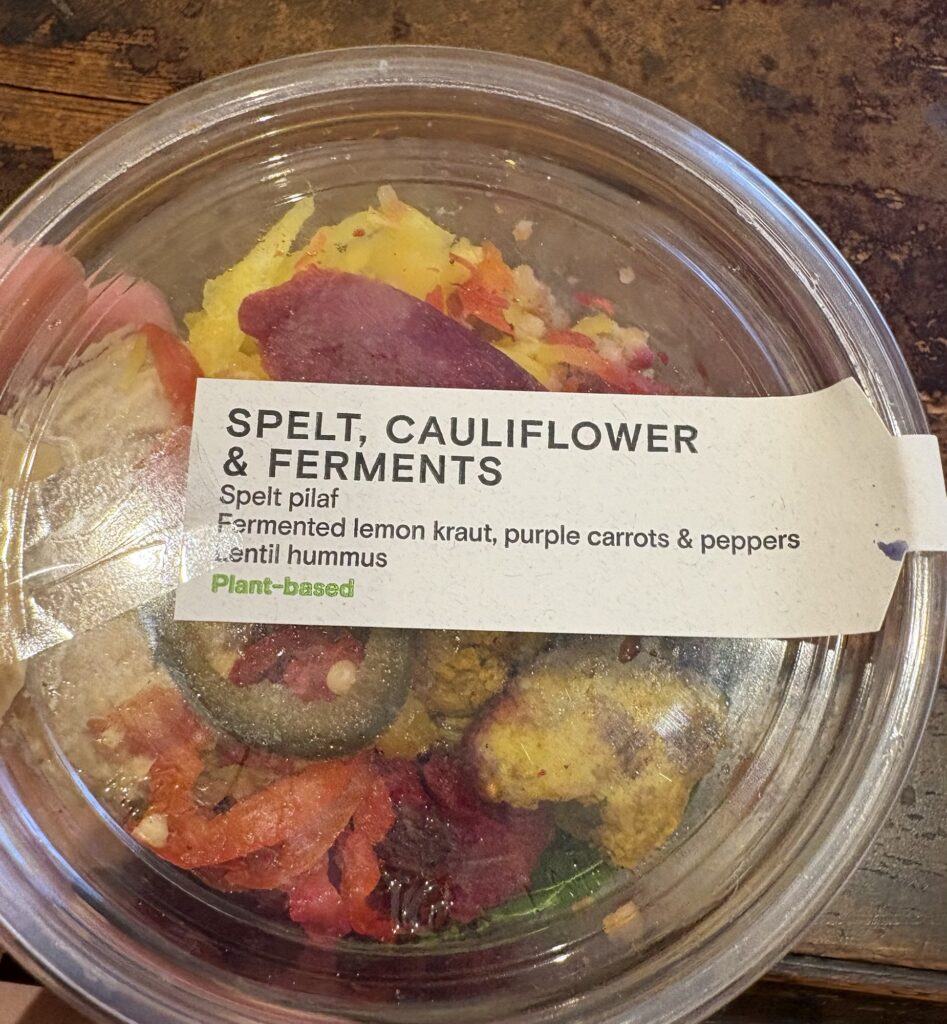 SPELT, CAULIFLOWER
& FERMENTS
Spelt pilaf
Fermented lemon kraut, purple carrots & peppers
Lentil hummus
Plant-based